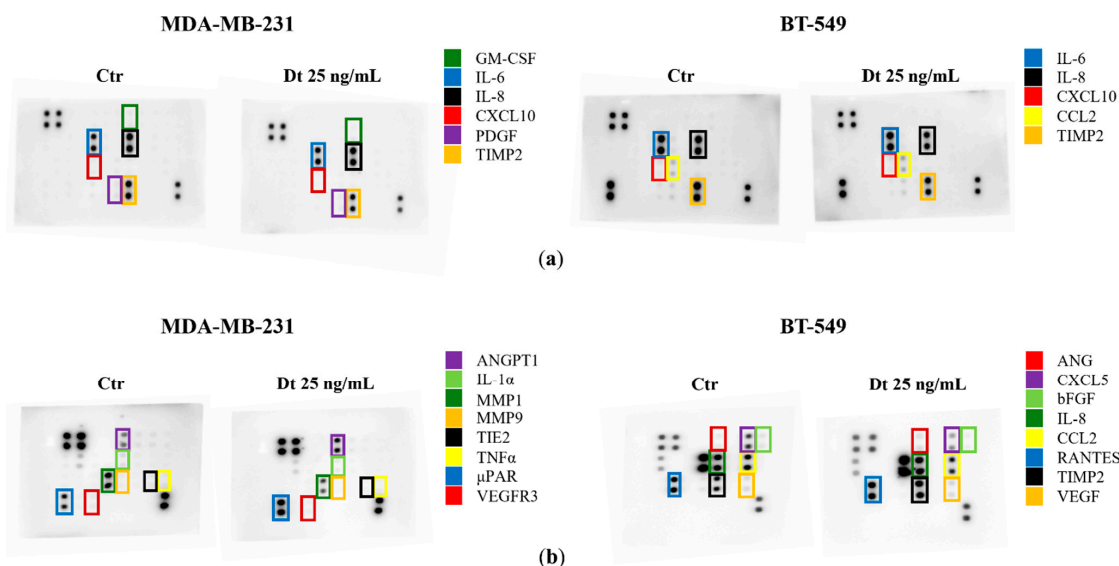 MDA-MB-231
BT-549
Ctr
Dt 25 ng/mL
GM-CSF
IL-6
IL-8
CXCL10
PDGF
TIMP2
Ctr
Dt 25 ng/mL
IL-6
IL-8
CXCL10
CCL2
TIMP2
(a)
MDA-MB-231
BT-549
Ctr
Dt 25 ng/mL
ANGPT1
IL-1α
MMP1
MMP9
TIE2
TNFα
μPAR
VEGFR3
Ctr
Dt 25 ng/mL
ANG
CXCL5
bFGF
IL-8
CCL2
RANTES
TIMP2
VEGF
(b)